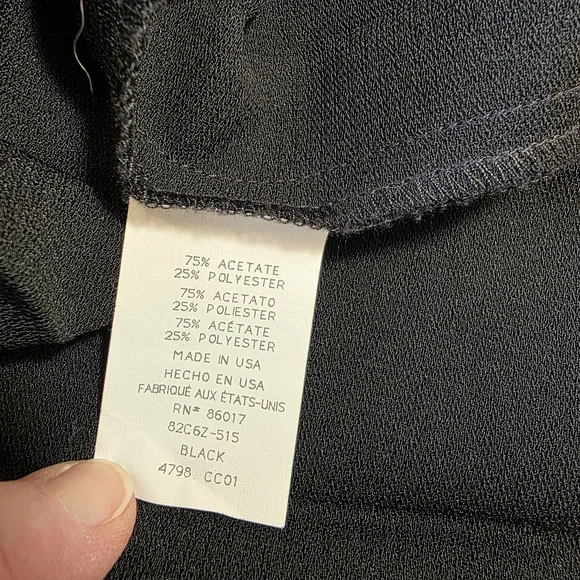 75% ACETATE
25% POLYESTER
75% ACETATO
25% POLIESTER
75% ACÉTATE
25% POLYESTER
MADE IN USA
HECHO EN USA
FABRIQUÉ AUX ÉTATS-UNIS
RN# 86017
82C6Z-515
BLACK
4798 CC01